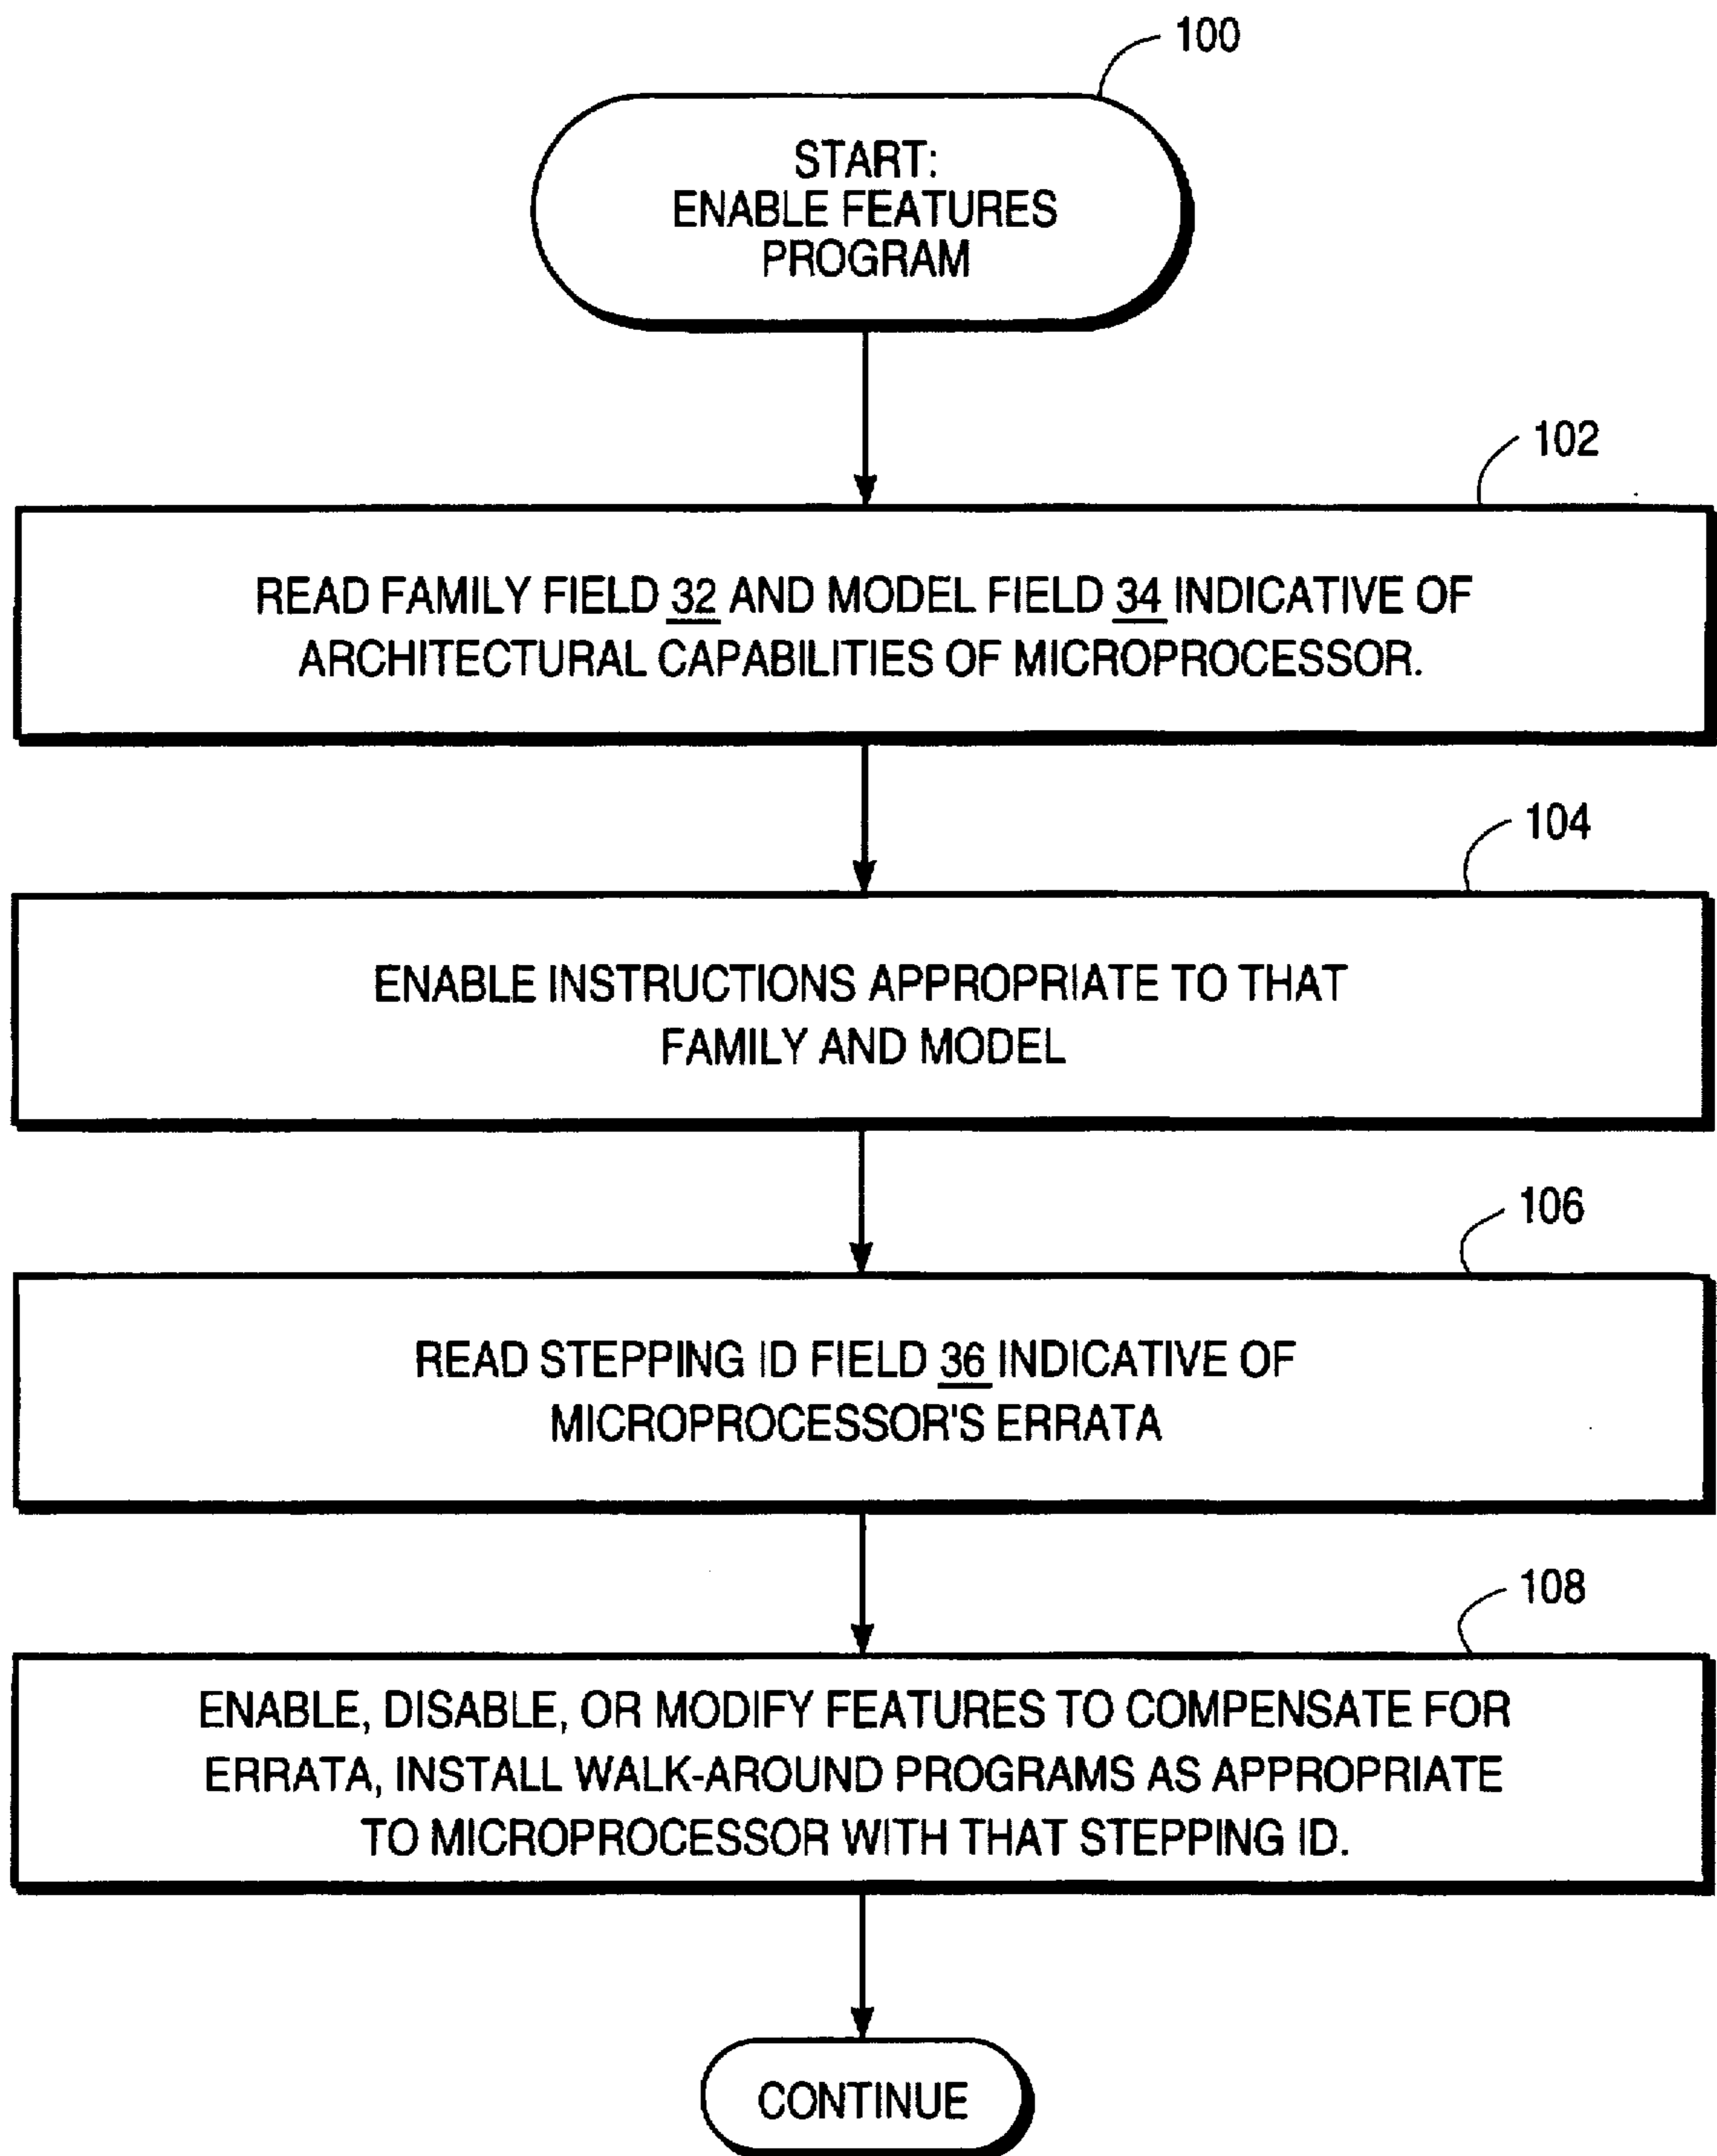 100
START:
ENABLE FEATURES
PROGRAM
102
READ FAMILY FIELD 32 AND MODEL FIELD 34 INDICATIVE OF
ARCHITECTURAL CAPABILITIES OF MICROPROCESSOR.
104
ENABLE INSTRUCTIONS APPROPRIATE TO THAT
FAMILY AND MODEL
106
READ STEPPING ID FIELD 36 INDICATIVE OF
MICROPROCESSOR'S ERRATA
108
ENABLE, DISABLE, OR MODIFY FEATURES TO COMPENSATE FOR
ERRATA, INSTALL WALK-AROUND PROGRAMS AS APPROPRIATE
TO MICROPROCESSOR WITH THAT STEPPING ID.
CONTINUE